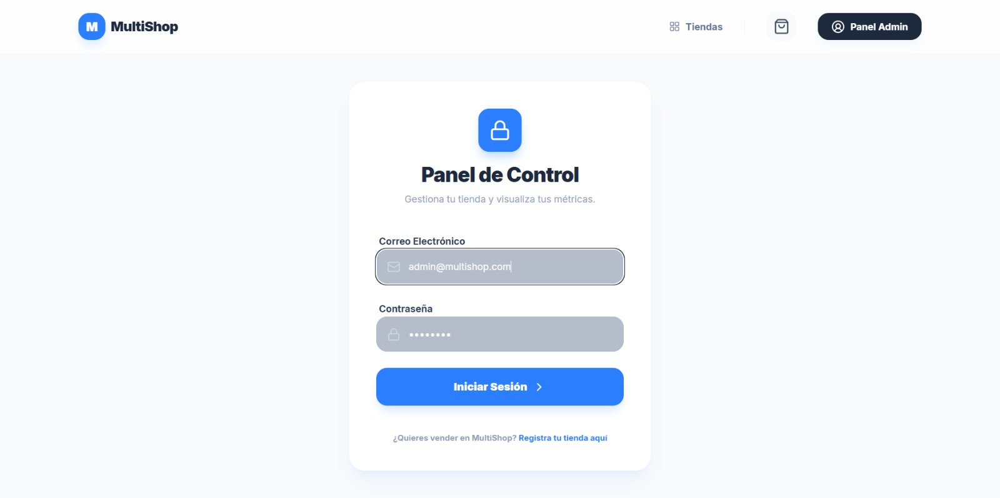 M MultiShop
Tiendas
Panel Admin
Panel de Control
Gestiona tu tienda y visualiza tus métricas.
Correo Electrónico
admin@multishop.com
Contraseña
••••••••
Iniciar Sesión
¿Quieres vender en MultiShop? Registra tu tienda aquí